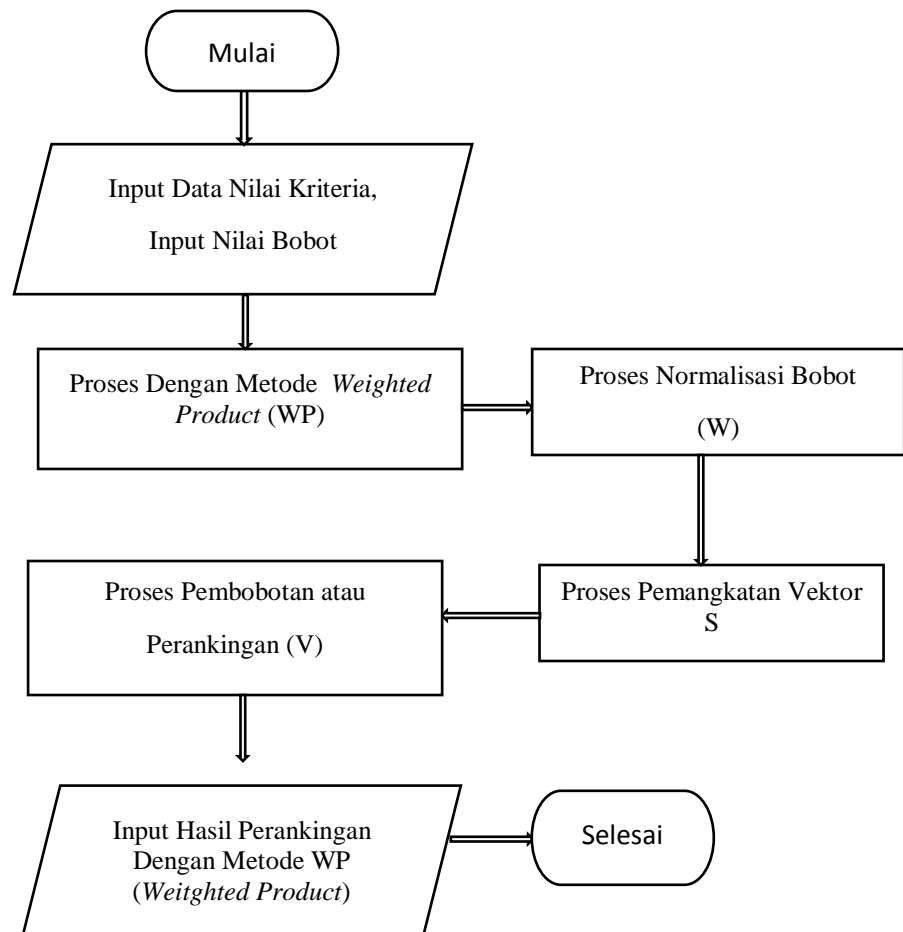 Mulai
Input Data Nilai Kriteria,
Input Nilai Bobot
Proses Dengan Metode Weighted
Product (WP)
Proses Normalisasi Bobot
(W)
Proses Pemangkatan Vektor
S
Proses Pembobotan atau
Perankingan (V)
Input Hasil Perankingan
Dengan Metode WP
(Weitghted Product)
Selesai